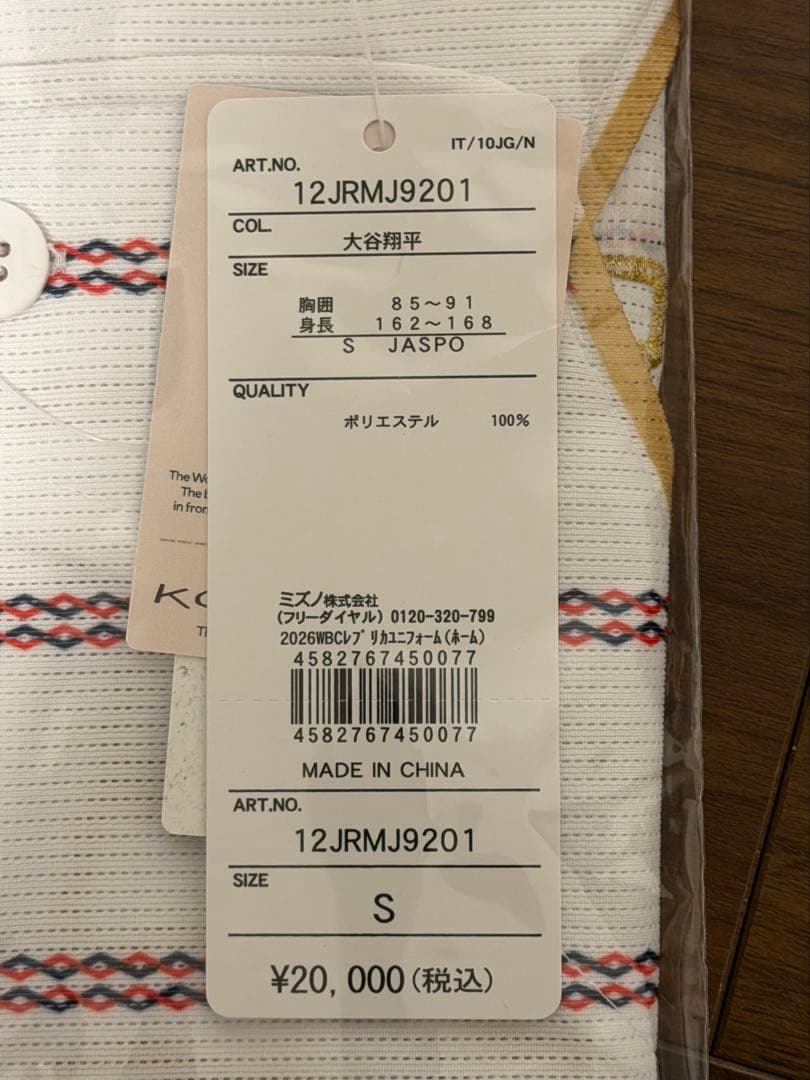 IT/10JG/N
ART.NO.
12JRMJ9201
COL.
大谷翔平
SIZE
胸囲 85～91
身長 162～168
S JASPO
QUALITY
ポリエステル 100%
The
The
in
ミズノ株式会社
(フリーダイヤル) 0120-320-799
2026WBCﾚﾌﾟﾘｶﾕﾆﾌｫｰﾑ(ﾎｰﾑ)
4582767450077
4582767450077
MADE IN CHINA
ART.NO.
12JRMJ9201
SIZE
S
¥20,000(税込)